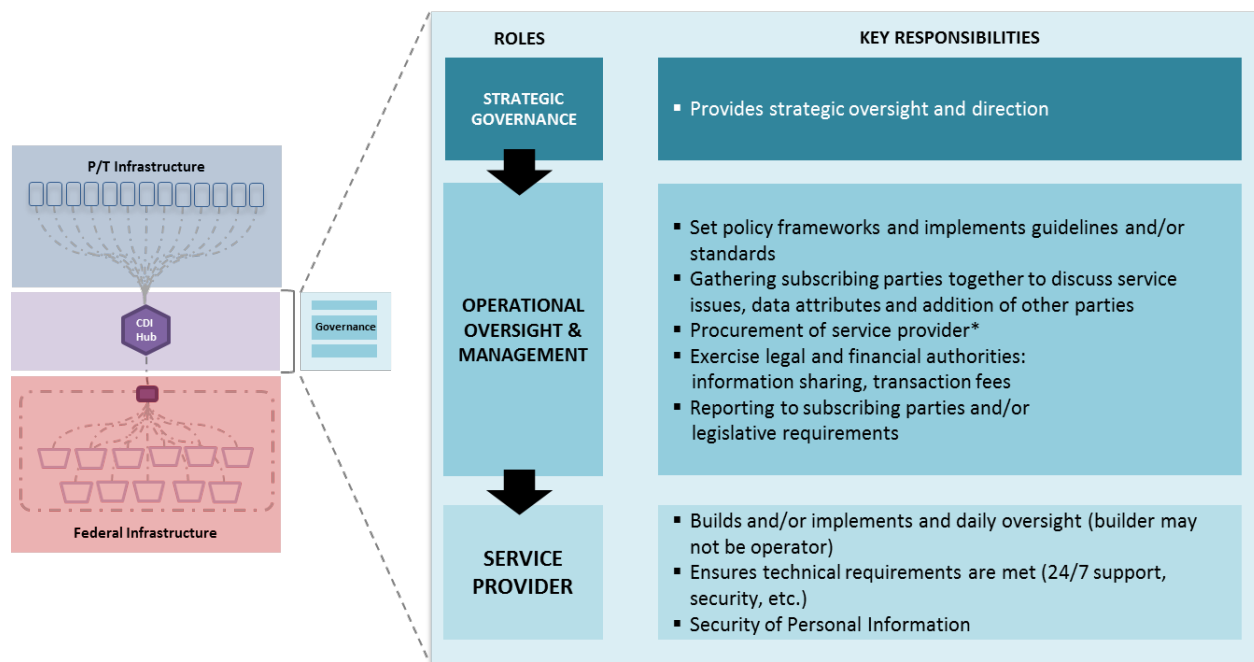 P/T Infrastructure
CDI
Hub
Governance
Federal Infrastructure
ROLES
KEY RESPONSIBILITIES
STRATEGIC
GOVERNANCE
▪ Provides strategic oversight and direction
OPERATIONAL
OVERSIGHT &
MANAGEMENT
▪ Set policy frameworks and implements guidelines and/or
standards
▪ Gathering subscribing parties together to discuss service
issues, data attributes and addition of other parties
▪ Procurement of service provider*
▪ Exercise legal and financial authorities:
information sharing, transaction fees
▪ Reporting to subscribing parties and/or
legislative requirements
SERVICE
PROVIDER
▪ Builds and/or implements and daily oversight (builder may
not be operator)
▪ Ensures technical requirements are met (24/7 support,
security, etc.)
▪ Security of Personal Information